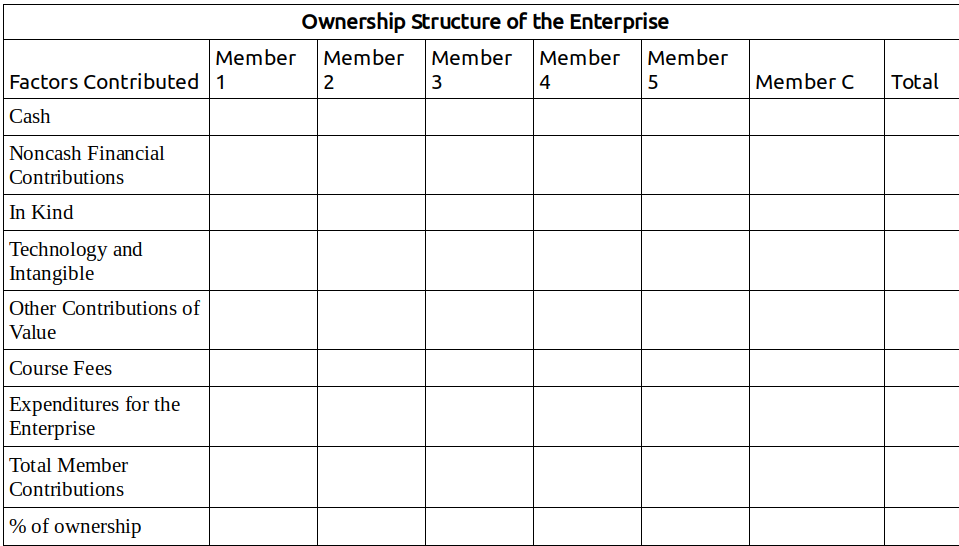 Ownership Structure of the Enterprise
Factors Contributed
Member
1
Member
2
Member
3
Member
4
Member
5
Member C
Total
Cash
Noncash Financial
Contributions
In Kind
Technology and
Intangible
Other Contributions of
Value
Course Fees
Expenditures for the
Enterprise
Total Member
Contributions
% of ownership